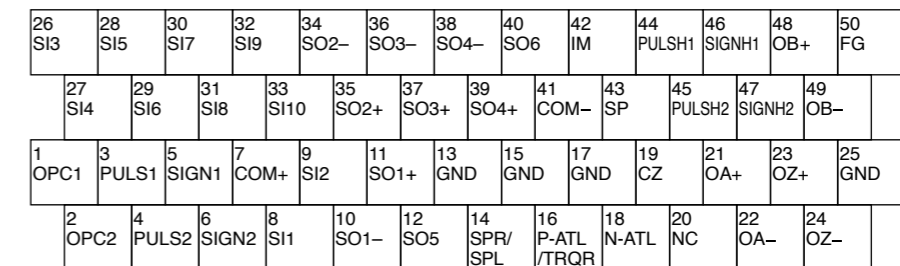 26 28 30 32 34 36 38 40 42 44 46 48 50
SI3 SI5 SI7 SI9 SO2– SO3– SO4– SO6 IM PULSH1 SIGNH1 OB+ FG
27 29 31 33 35 37 39 41 43 45 47 49
SI4 SI6 SI8 SI10 SO2+ SO3+ SO4+ COM– SP PULSH2 SIGNH2 OB–
1 3 5 7 9 11 13 15 17 19 21 23 25
OPC1 PULS1 SIGN1 COM+ SI2 SO1+ GND GND GND CZ OA+ OZ+ GND
2 4 6 8 10 12 14 16 18 20 22 24
OPC2 PULS2 SIGN2 SI1 SO1– SO5 SPR/ P-ATL N-ATL NC OA– OZ–
SPL /TRQR